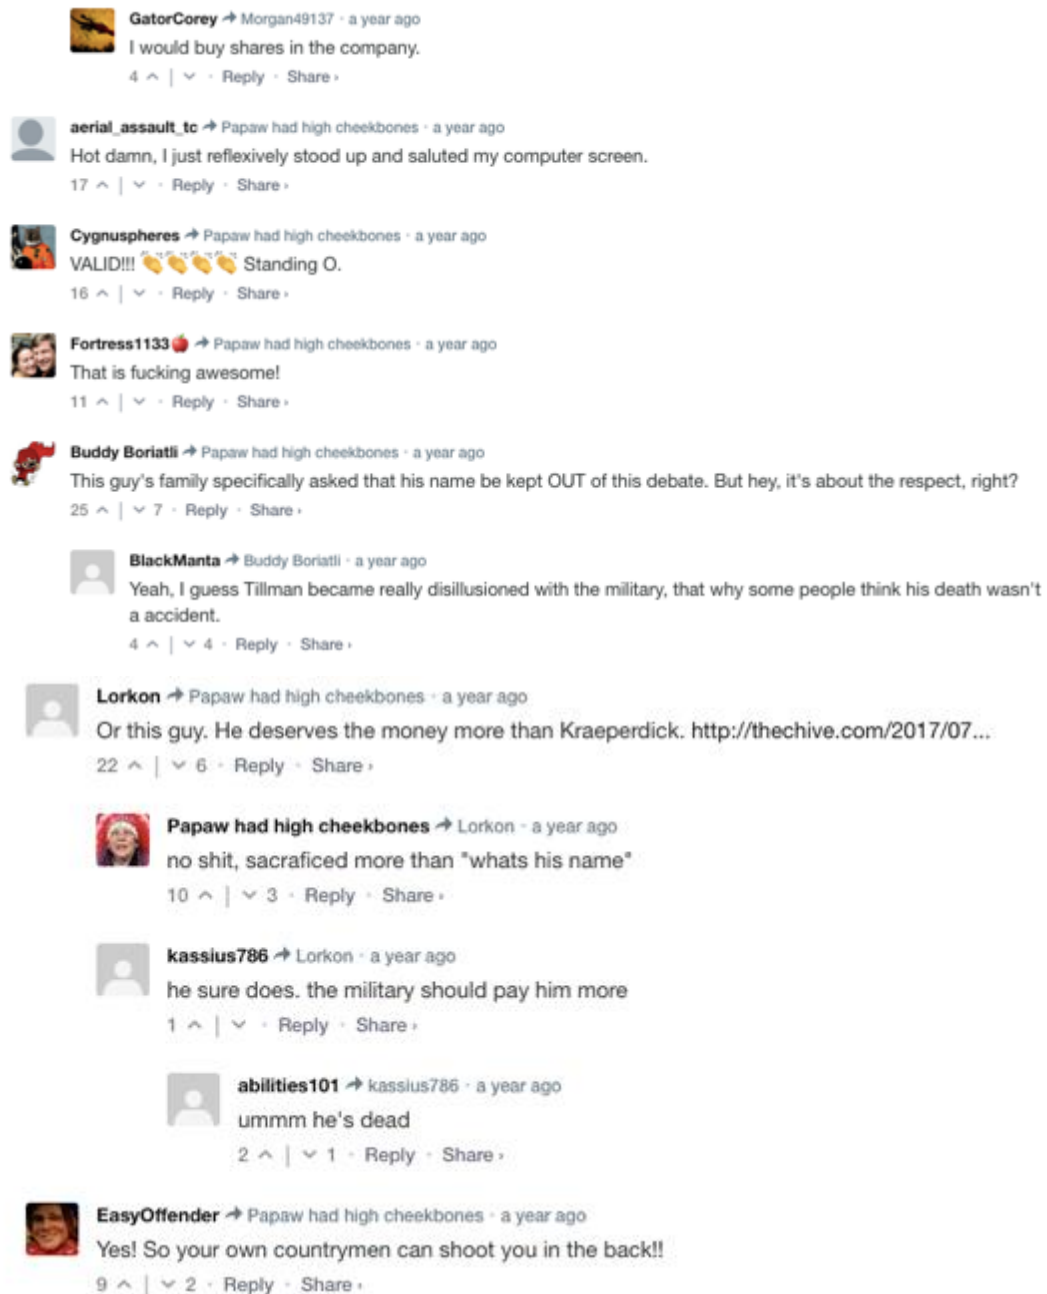 GatorCorey → Morgan49137 · a year ago
I would buy shares in the company.
4 ^ | v · Reply · Share ›
aerial_assault_tc → Papaw had high cheekbones · a year ago
Hot damn, I just reflexively stood up and saluted my computer screen.
17 ^ | v · Reply · Share ›
Cygnuspheres → Papaw had high cheekbones · a year ago
VALID!!! 👏👏👏👏 Standing O.
16 ^ | v · Reply · Share ›
Fortress1133🍎 → Papaw had high cheekbones · a year ago
That is fucking awesome!
11 ^ | v · Reply · Share ›
Buddy Boriatli → Papaw had high cheekbones · a year ago
This guy's family specifically asked that his name be kept OUT of this debate. But hey, it's about the respect, right?
25 ^ | v 7 · Reply · Share ›
BlackManta → Buddy Boriatli · a year ago
Yeah, I guess Tillman became really disillusioned with the military, that why some people think his death wasn't
a accident.
4 ^ | v 4 · Reply · Share ›
Lorkon → Papaw had high cheekbones · a year ago
Or this guy. He deserves the money more than Kraeperdick. http://thechive.com/2017/07...
22 ^ | v 6 · Reply · Share ›
Papaw had high cheekbones → Lorkon · a year ago
no shit, sacraficed more than "whats his name"
10 ^ | v 3 · Reply · Share ›
kassius786 → Lorkon · a year ago
he sure does. the military should pay him more
1 ^ | v · Reply · Share ›
abilities101 → kassius786 · a year ago
ummm he's dead
2 ^ | v 1 · Reply · Share ›
EasyOffender → Papaw had high cheekbones · a year ago
Yes! So your own countrymen can shoot you in the back!!
9 ^ | v 2 · Reply · Share ›